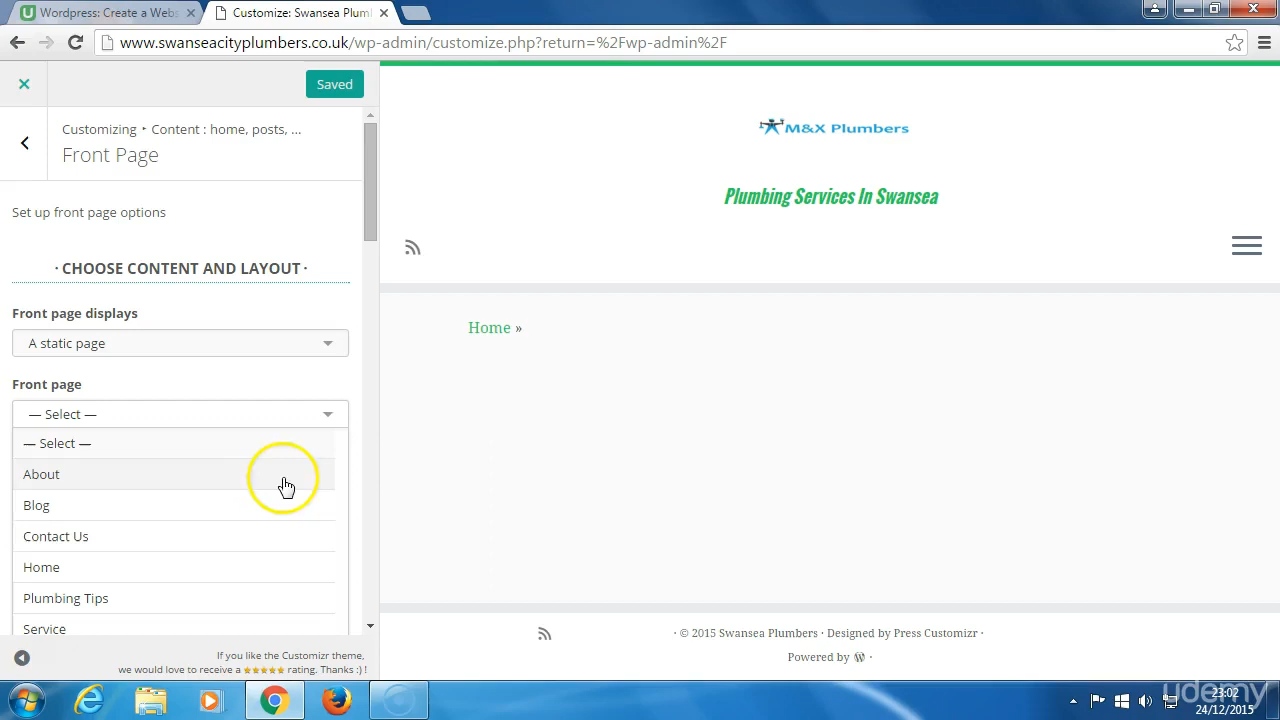 Wordpress: Create a Webs
Customize: Swansea Plum
www.swanseacityplumbers.co.uk/wp-admin/customize.php?return=%2Fwp-admin%2F
Saved
Customizing ‣ Content : home, posts, ...
Front Page
Set up front page options
· CHOOSE CONTENT AND LAYOUT ·
Front page displays
A static page
Front page
— Select —
— Select —
About
Blog
Contact Us
Home
Plumbing Tips
Service
If you like the Customizr theme,
we would love to receive a ★★★★★ rating. Thanks :) !
M&X Plumbers
Plumbing Services In Swansea
Home »
· © 2015 Swansea Plumbers · Designed by Press Customizr ·
Powered by ·
udemy
23:02
24/12/2015